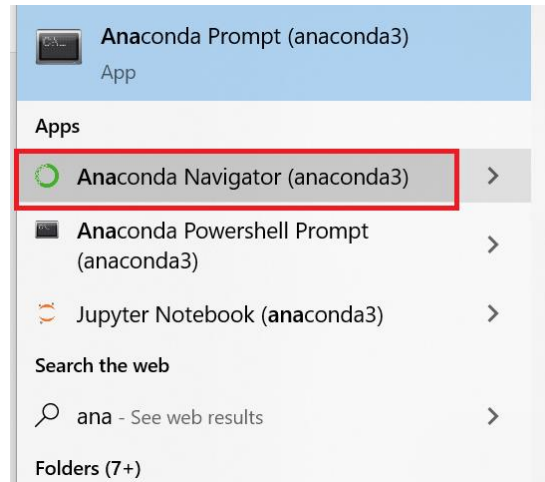 Anaconda Prompt (anaconda3)
App
Apps
Anaconda Navigator (anaconda3)
Anaconda Powershell Prompt
(anaconda3)
Jupyter Notebook (anaconda3)
Search the web
ana - See web results
Folders (7+)